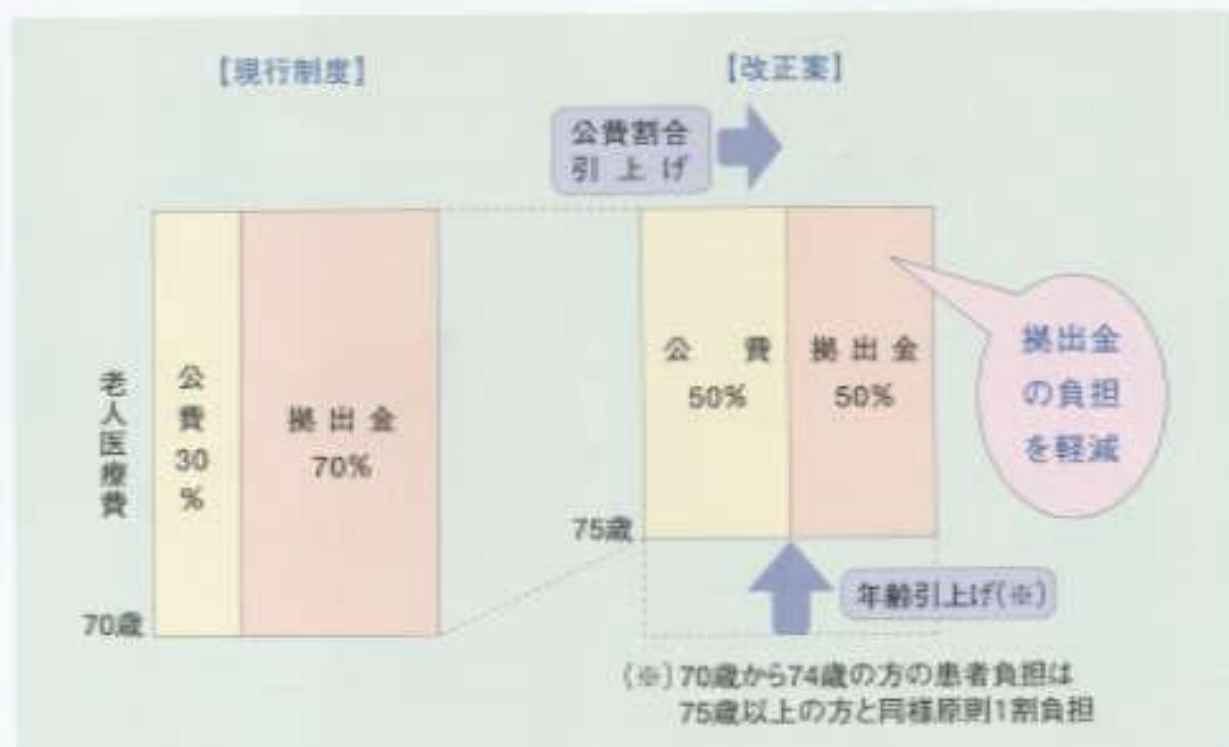 【現行制度】
【改正案】
公費割合
引上げ
老人医療費
公費30%
拠出金
70%
70歳
公費
50%
拠出金
50%
75歳
拠出金
の負担
を軽減
年齢引上げ(※)
(※)70歳から74歳の方の患者負担は
75歳以上の方と同様原則1割負担